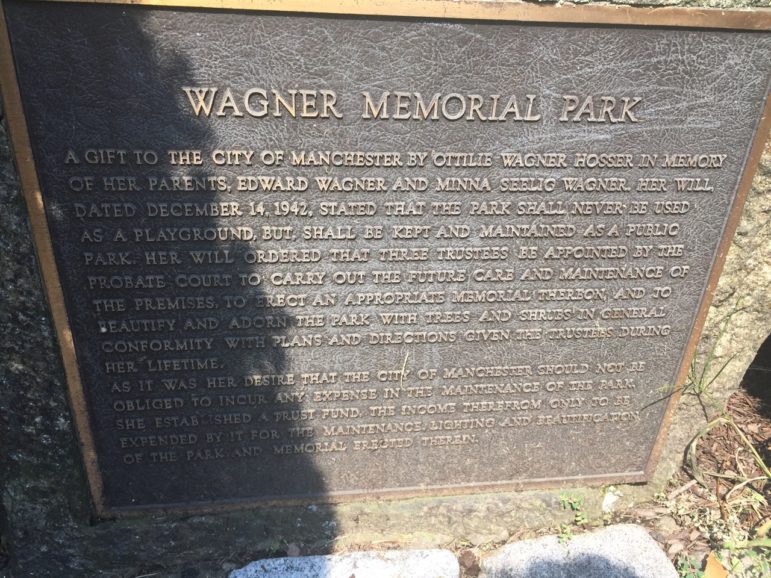 WAGNER MEMORIAL PARK
A GIFT TO THE CITY OF MANCHESTER BY OTTILIE WAGNER HOSSER IN MEMORY
OF HER PARENTS, EDWARD WAGNER AND MINNA SEELIG WAGNER. HER WILL,
DATED DECEMBER 14, 1942, STATED THAT THE PARK SHALL NEVER BE USED
AS A PLAYGROUND, BUT, SHALL BE KEPT AND MAINTAINED AS A PUBLIC
PARK. HER WILL ORDERED THAT THREE TRUSTEES BE APPOINTED BY THE
PROBATE COURT TO CARRY OUT THE FUTURE CARE AND MAINTENANCE OF
THE PREMISES, TO ERECT AN APPROPRIATE MEMORIAL THEREON, AND TO
BEAUTIFY AND ADORN THE PARK WITH TREES AND SHRUBS IN GENERAL
CONFORMITY WITH PLANS AND DIRECTIONS GIVEN THE TRUSTEES DURING
HER LIFETIME.
AS IT WAS HER DESIRE THAT THE CITY OF MANCHESTER SHOULD NOT BE
OBLIGED TO INCUR ANY EXPENSE IN THE MAINTENANCE OF THE PARK,
SHE ESTABLISHED A TRUST FUND, THE INCOME THEREFROM ONLY TO BE
EXPENDED BY IT FOR THE MAINTENANCE, LIGHTING AND BEAUTIFICATION
OF THE PARK AND MEMORIAL ERECTED THEREIN.